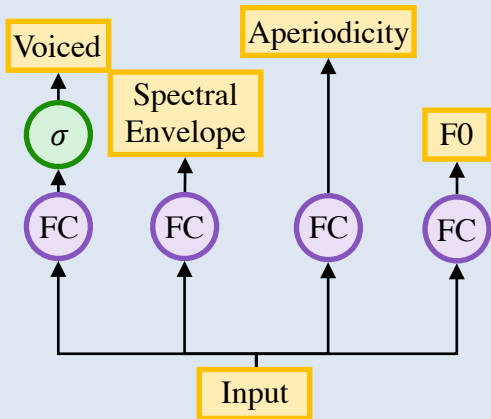 Voiced
Aperiodicity
Spectral
Envelope
σ
F0
FC
FC
FC
FC
Input